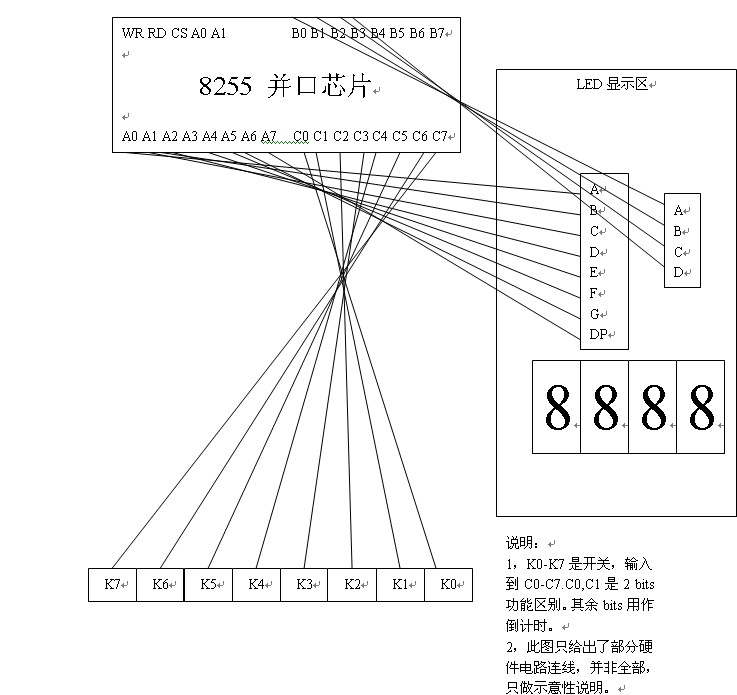 WR RD CS A0 A1 B0 B1 B2 B3 B4 B5 B6 B7
8255 并口芯片
A0 A1 A2 A3 A4 A5 A6 A7 C0 C1 C2 C3 C4 C5 C6 C7
LED 显示区
A
B
C
D
E
F
G
DP
A
B
C
D
8 8 8 8
K7 K6 K5 K4 K3 K2 K1 K0
说明：
1，K0-K7 是开关，输入
到 C0-C7.C0,C1 是 2 bits
功能区别。其余 bits 用作
倒计时。
2，此图只给出了部分硬
件电路连线，并非全部，
只做示意性说明。